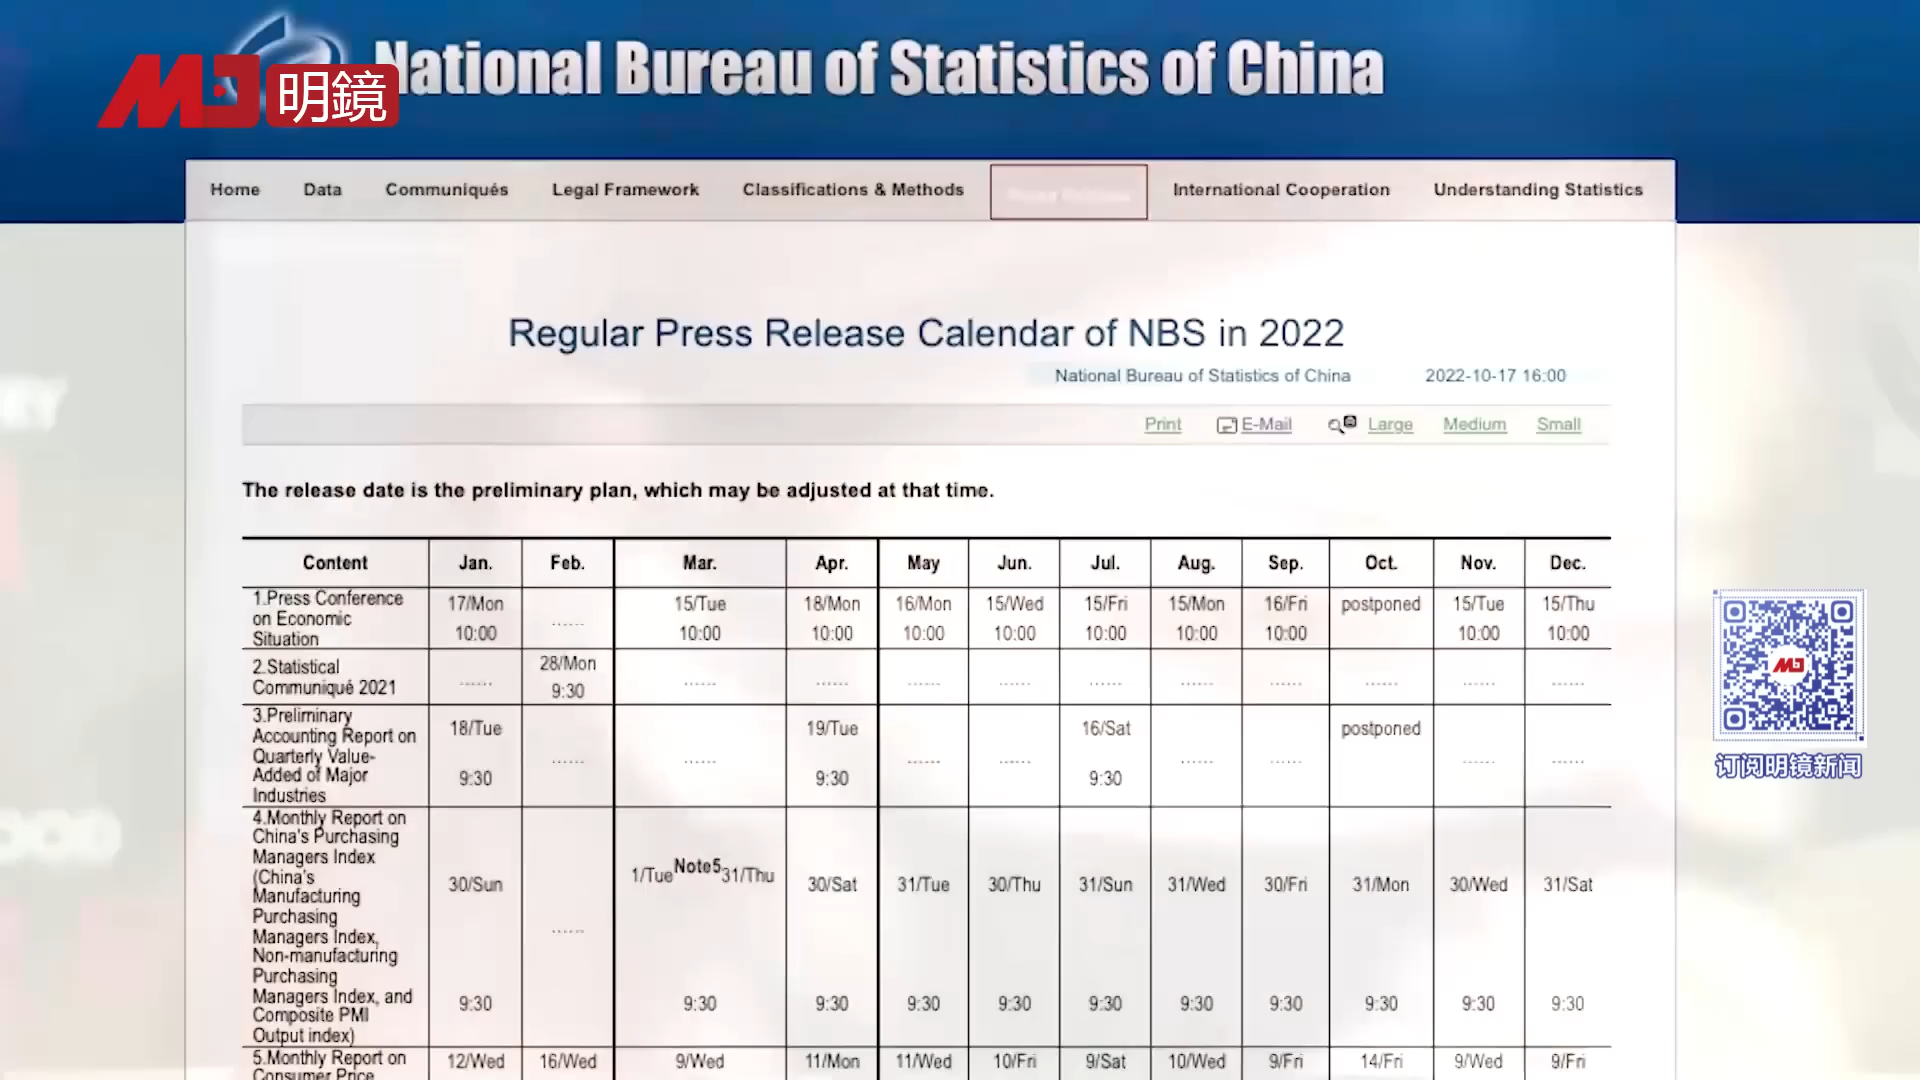 National Bureau of Statistics of China
MJ 明鏡
Home Data Communiqués Legal Framework Classifications & Methods International Cooperation Understanding Statistics
Regular Press Release Calendar of NBS in 2022
National Bureau of Statistics of China 2022-10-17 16:00
Print E-Mail Large Medium Small
The release date is the preliminary plan, which may be adjusted at that time.
Content Jan. Feb. Mar. Apr. May Jun. Jul. Aug. Sep. Oct. Nov. Dec.
1.Press Conference
on Economic
Situation
17/Mon ...... 15/Tue 18/Mon 16/Mon 15/Wed 15/Fri 15/Mon 16/Fri postponed 15/Tue 15/Thu
10:00 10:00 10:00 10:00 10:00 10:00 10:00 10:00 10:00 10:00
2.Statistical
Communiqué 2021
...... 28/Mon ...... ...... ...... ...... ...... ...... ...... ...... ...... ......
9:30
3.Preliminary
Accounting Report on
Quarterly Value-
Added of Major
Industries
18/Tue ...... ...... 19/Tue ...... ...... 16/Sat ...... ...... postponed ...... ......
9:30 9:30 9:30
4.Monthly Report on
China's Purchasing
Managers Index
(China's
Manufacturing
Purchasing
Managers Index,
Non-manufacturing
Purchasing
Managers Index, and
Composite PMI
Output index)
30/Sun ...... 1/Tue Note5 31/Thu 30/Sat 31/Tue 30/Thu 31/Sun 31/Wed 30/Fri 31/Mon 30/Wed 31/Sat
9:30 9:30 9:30 9:30 9:30 9:30 9:30 9:30 9:30 9:30 9:30
5.Monthly Report on
Consumer Price
12/Wed 16/Wed 9/Wed 11/Mon 11/Wed 10/Fri 9/Sat 10/Wed 9/Fri 14/Fri 9/Wed 9/Fri
MJ
订阅明镜新闻